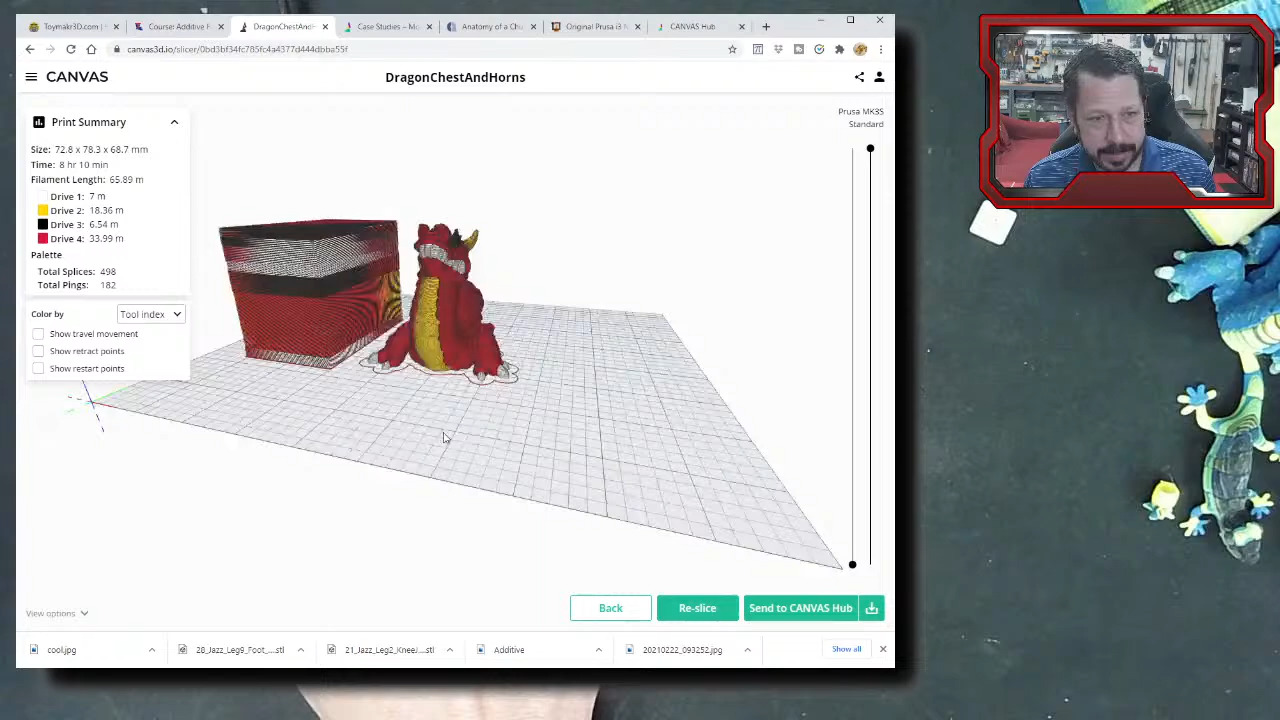 Toymakr3D.com |
Course: Additive F
DragonChestAndH
Case Studies – Mo
Anatomy of a Cha
Original Prusa i3 N
CANVAS Hub
canvas3d.io/slicer/0bd3bf34fc785fc4a4377d444dbba55f
CANVAS
DragonChestAndHorns
Print Summary
Prusa MK3S
Standard
Size: 72.8 x 78.3 x 68.7 mm
Time: 8 hr 10 min
Filament Length: 65.89 m
Drive 1: 7 m
Drive 2: 18.36 m
Drive 3: 6.54 m
Drive 4: 33.99 m
Palette
Total Splices: 498
Total Pings: 182
Color by
Tool index
Show travel movement
Show retract points
Show restart points
View options
Back
Re-slice
Send to CANVAS Hub
cool.jpg
28_Jazz_Leg9_Foot_....stl
21_Jazz_Leg2_Knee/....stl
Additive
20210222_093252.jpg
Show all